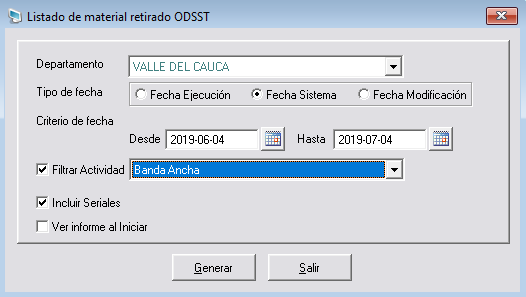 Listado de material retirado ODSST
Departamento VALLE DEL CAUCA
Tipo de fecha Fecha Ejecución Fecha Sistema Fecha Modificación
Criterio de fecha
Desde 2019-06-04 Hasta 2019-07-04
Filtrar Actividad Banda Ancha
Incluir Seriales
Ver informe al Iniciar
Generar Salir